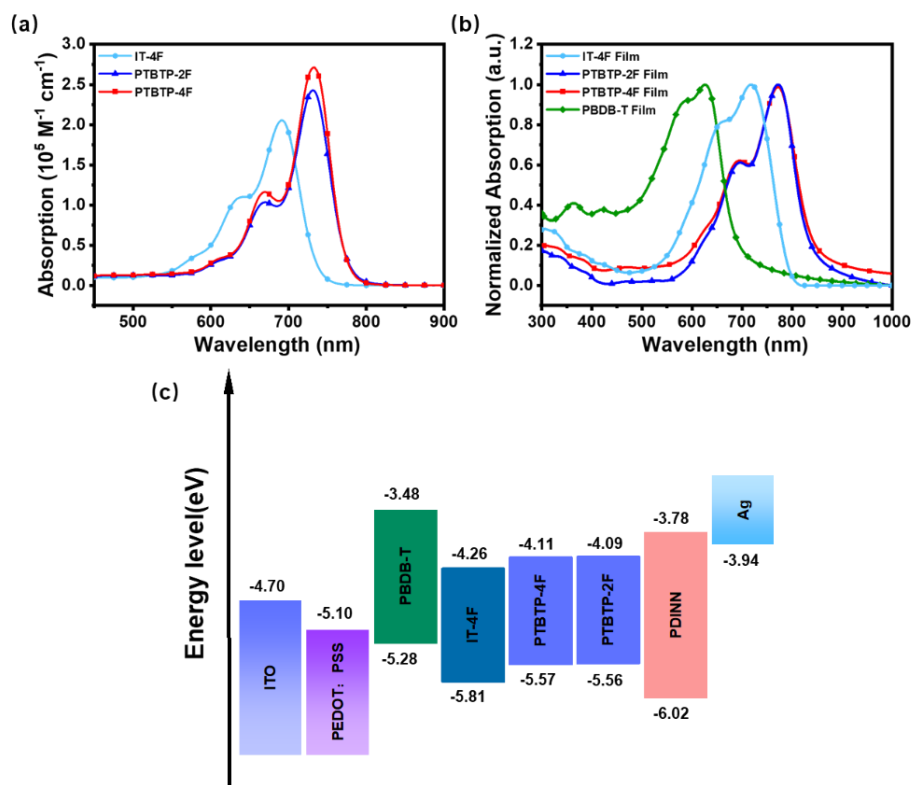 (a)
3.0
2.5
2.0
1.5
1.0
0.5
0.0
Absorption (10⁵ M⁻¹ cm⁻¹)
IT-4F
PTBTP-2F
PTBTP-4F
500 600 700 800 900
Wavelength (nm)
(b)
1.2
1.0
0.8
0.6
0.4
0.2
0.0
Normalized Absorption (a.u.)
IT-4F Film
PTBTP-2F Film
PTBTP-4F Film
PBDB-T Film
300 400 500 600 700 800 900 1000
Wavelength (nm)
(c)
Energy level(eV)
-4.70
ITO
-5.10
PEDOT: PSS
-3.48
PBDB-T
-5.28
-4.26
IT-4F
-5.81
-4.11
PTBTP-4F
-5.57
-4.09
PTBTP-2F
-5.56
-3.78
PDINN
-6.02
Ag
-3.94